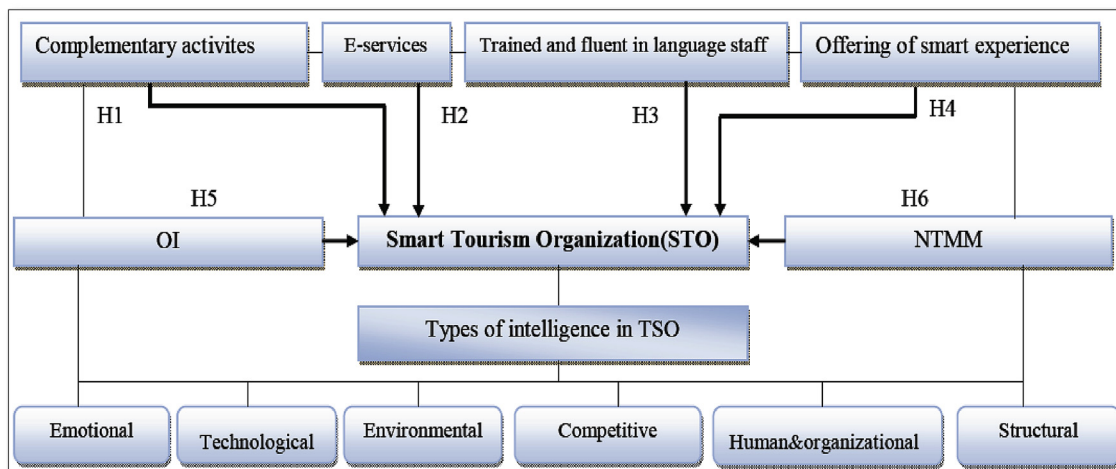 Complementary activites
E-services
Trained and fluent in language staff
Offering of smart experience
H1
H2
H3
H4
H5
H6
OI
Smart Tourism Organization(STO)
NTMM
Types of intelligence in TSO
Emotional
Technological
Environmental
Competitive
Human&organizational
Structural